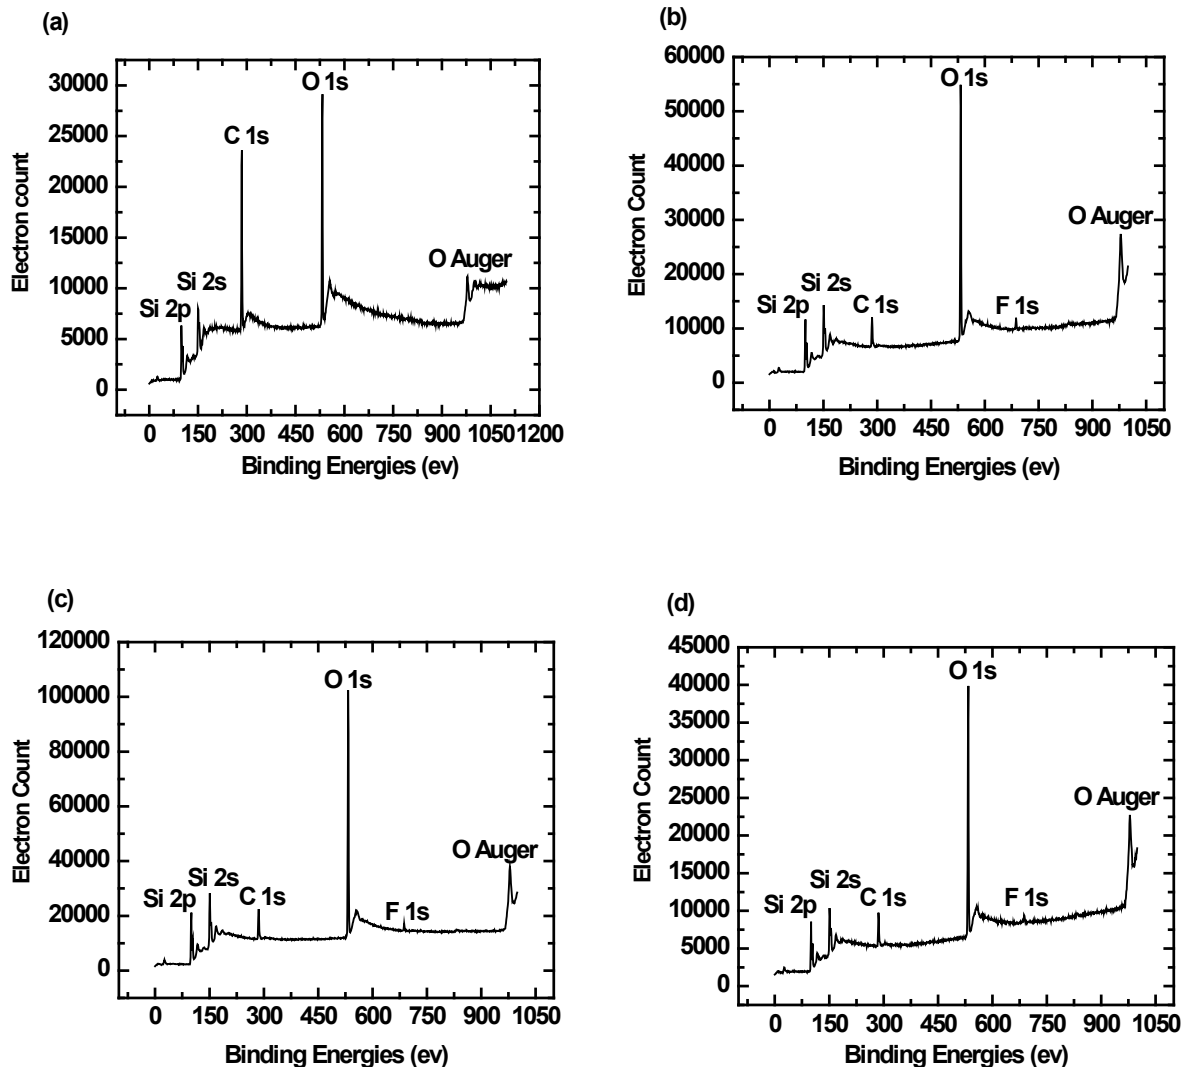 (a)
30000
25000
20000
15000
10000
5000
0
Electron count
O 1s
C 1s
O Auger
Si 2s
Si 2p
0 150 300 450 600 750 900 1050 1200
Binding Energies (ev)
(b)
60000
50000
40000
30000
20000
10000
0
Electron Count
O 1s
O Auger
Si 2s
Si 2p
C 1s
F 1s
0 150 300 450 600 750 900 1050
Binding Energies (ev)
(c)
120000
100000
80000
60000
40000
20000
0
Electron Count
O 1s
O Auger
Si 2s
Si 2p
C 1s
F 1s
0 150 300 450 600 750 900 1050
Binding Energies (ev)
(d)
45000
40000
35000
30000
25000
20000
15000
10000
5000
0
Electron Count
O 1s
O Auger
Si 2s
C 1s
Si 2p
F 1s
0 150 300 450 600 750 900 1050
Binding Energies (ev)